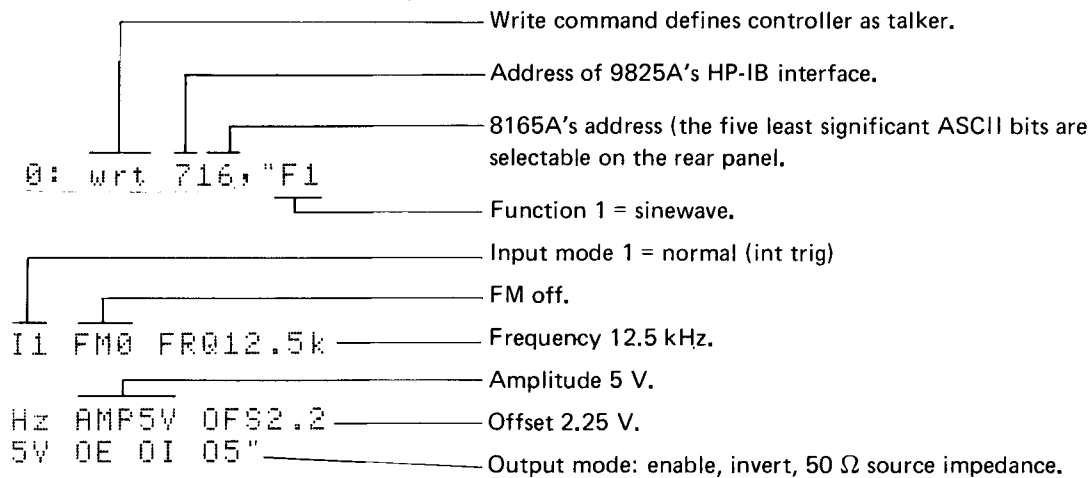 Write command defines controller as talker.
Address of 9825A's HP-IB interface.
8165A's address (the five least significant ASCII bits are
selectable on the rear panel.
0: wrt 716,"F1
Function 1 = sinewave.
Input mode 1 = normal (int trig)
FM off.
I1 FM0 FRQ12.5k
Frequency 12.5 kHz.
Amplitude 5 V.
Hz AMP5V OFS2.2
Offset 2.25 V.
5V OE OI O5"
Output mode: enable, invert, 50 Ω source impedance.